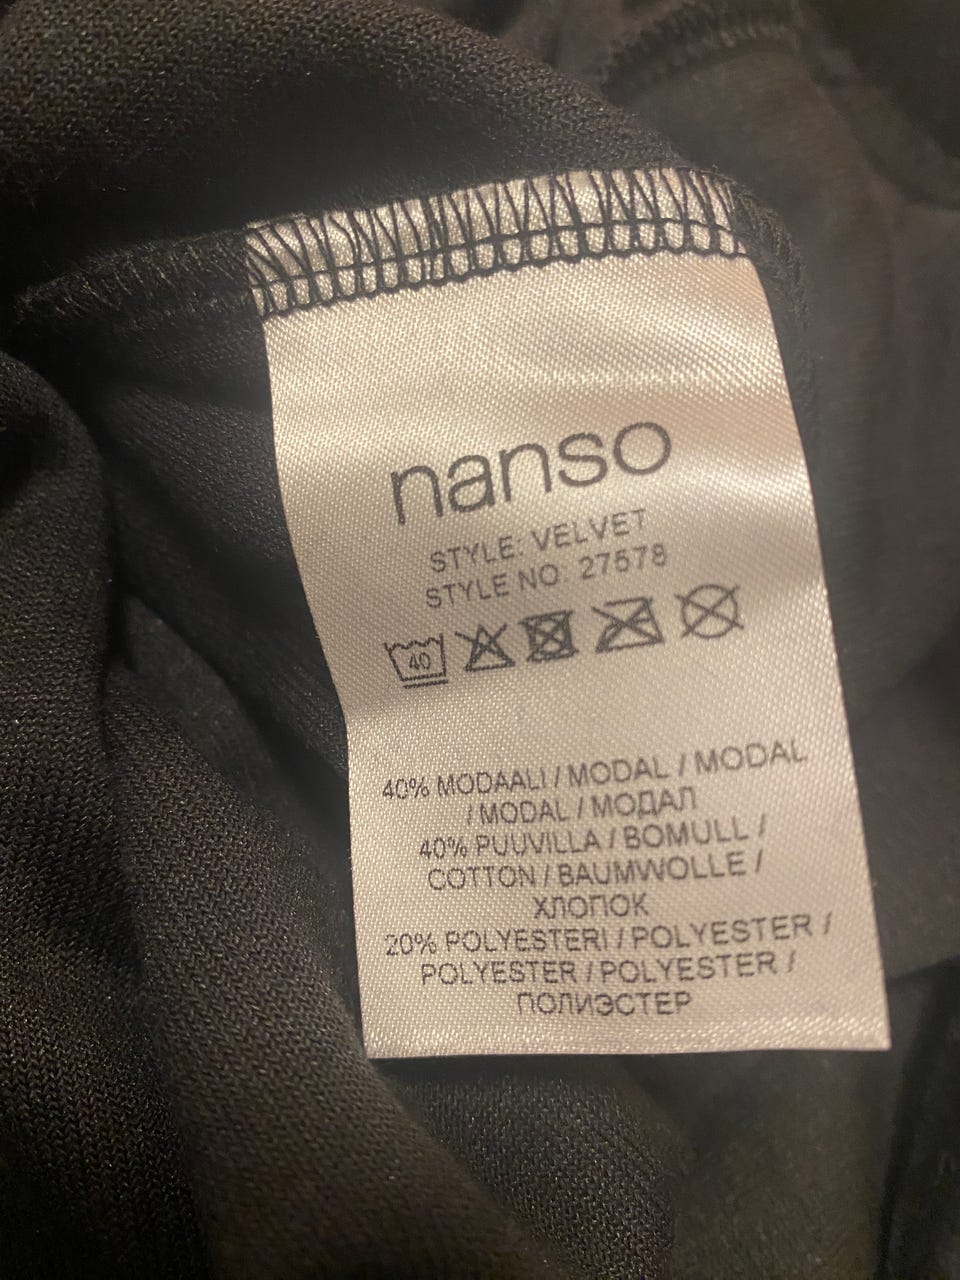 nanso
STYLE: VELVET
STYLE NO: 27578
40
40% MODAALI / MODAL / MODAL
/ MODAL / МОДАЛ
40% PUUVILLA / BOMULL /
COTTON / BAUMWOLLE /
ХЛОПОК
20% POLYESTERI / POLYESTER /
POLYESTER / POLYESTER /
ПОЛИЭСТЕР